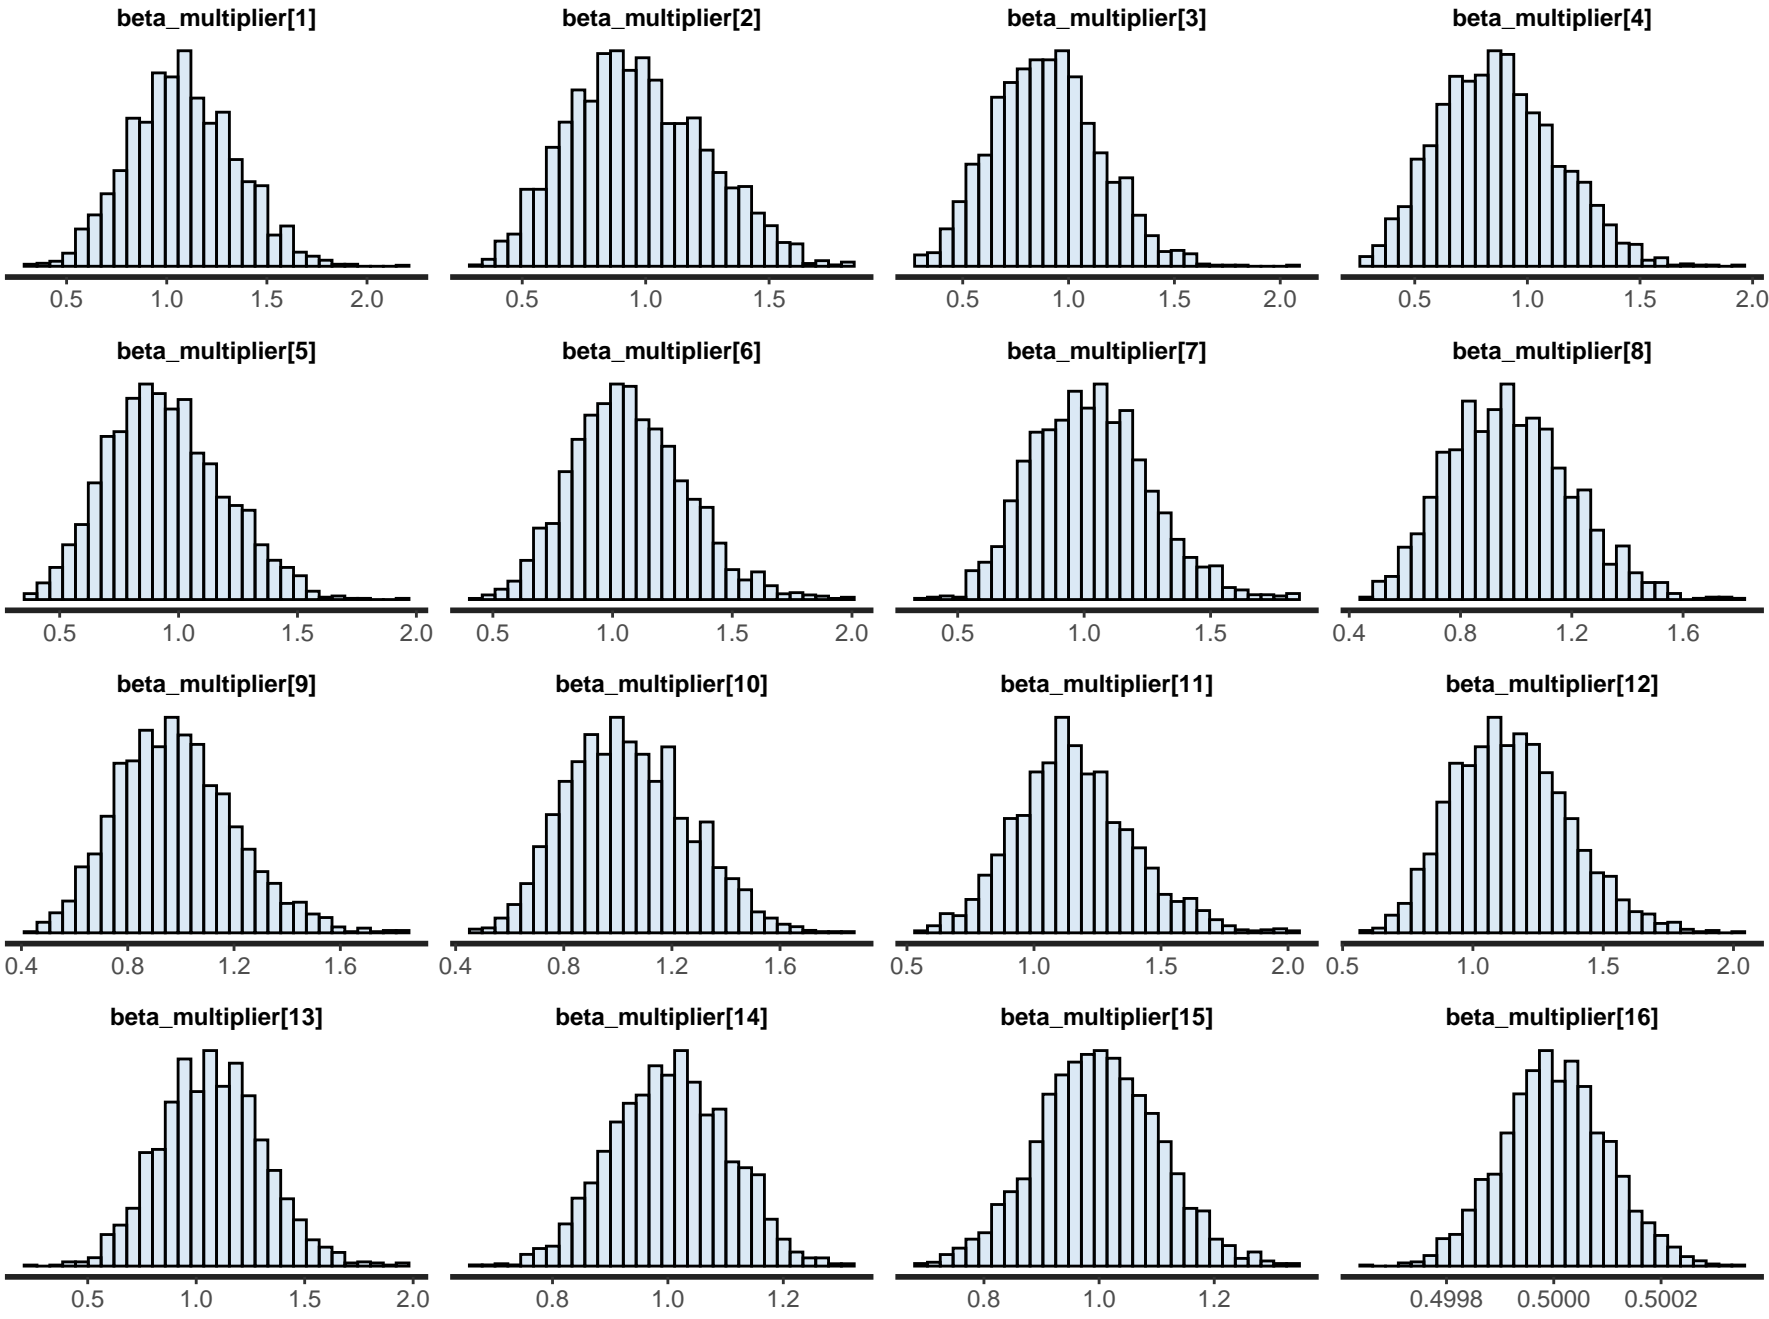 beta_multiplier[1] beta_multiplier[2] beta_multiplier[3] beta_multiplier[4]
0.5 1.0 1.5 2.0 0.5 1.0 1.5 0.5 1.0 1.5 2.0 0.5 1.0 1.5 2.0
beta_multiplier[5] beta_multiplier[6] beta_multiplier[7] beta_multiplier[8]
0.5 1.0 1.5 2.0 0.5 1.0 1.5 2.0 0.5 1.0 1.5 0.4 0.8 1.2 1.6
beta_multiplier[9] beta_multiplier[10] beta_multiplier[11] beta_multiplier[12]
0.4 0.8 1.2 1.6 0.4 0.8 1.2 1.6 0.5 1.0 1.5 2.0 0.5 1.0 1.5 2.0
beta_multiplier[13] beta_multiplier[14] beta_multiplier[15] beta_multiplier[16]
0.5 1.0 1.5 2.0 0.8 1.0 1.2 0.8 1.0 1.2 0.4998 0.5000 0.5002